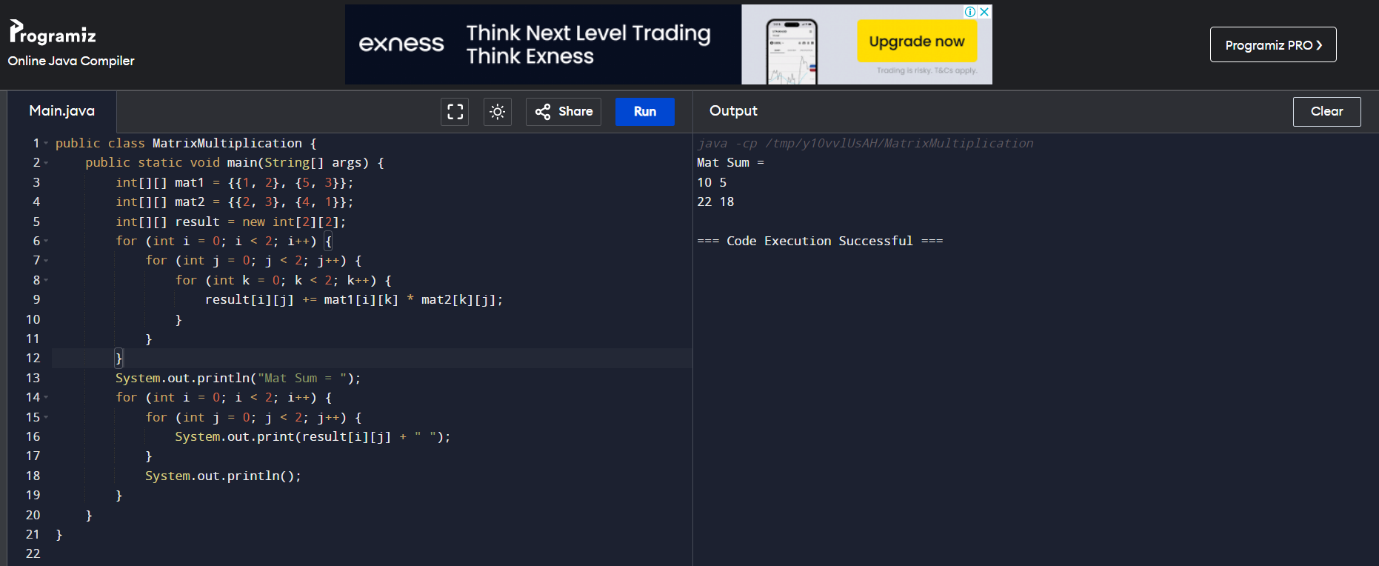 Programiz
Online Java Compiler
exness
Think Next Level Trading
Think Exness
Upgrade now
Trading is risky. T&Cs apply.
Programiz PRO
Main.java
Share
Run
Output
Clear
1 public class MatrixMultiplication {
2     public static void main(String[] args) {
3         int[][] mat1 = {{1, 2}, {5, 3}};
4         int[][] mat2 = {{2, 3}, {4, 1}};
5         int[][] result = new int[2][2];
6         for (int i = 0; i < 2; i++) {
7             for (int j = 0; j < 2; j++) {
8                 for (int k = 0; k < 2; k++) {
9                     result[i][j] += mat1[i][k] * mat2[k][j];
10                 }
11             }
12         }
13         System.out.println("Mat Sum = ");
14         for (int i = 0; i < 2; i++) {
15             for (int j = 0; j < 2; j++) {
16                 System.out.print(result[i][j] + " ");
17             }
18             System.out.println();
19         }
20     }
21 }
22
java -cp /tmp/y1OvvlUsAH/MatrixMultiplication
Mat Sum =
10 5
22 18
=== Code Execution Successful ===